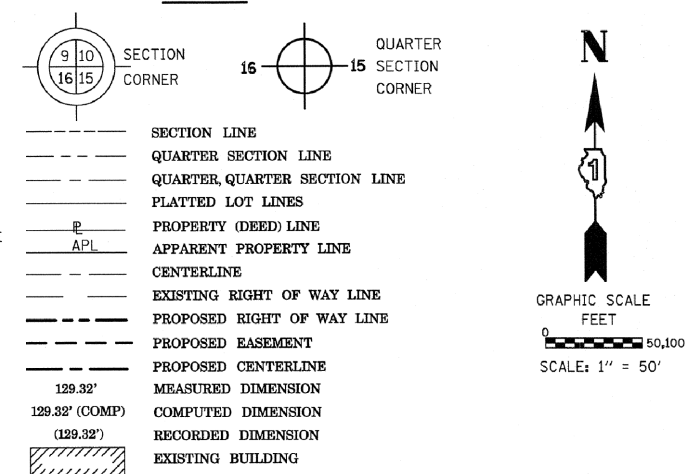 9 10
16 15
SECTION
CORNER
16
15
QUARTER
SECTION
CORNER
SECTION LINE
QUARTER SECTION LINE
QUARTER, QUARTER SECTION LINE
PLATTED LOT LINES
PL PROPERTY (DEED) LINE
APL APPARENT PROPERTY LINE
CENTERLINE
EXISTING RIGHT OF WAY LINE
PROPOSED RIGHT OF WAY LINE
PROPOSED EASEMENT
PROPOSED CENTERLINE
129.32' MEASURED DIMENSION
129.32' (COMP) COMPUTED DIMENSION
(129.32') RECORDED DIMENSION
EXISTING BUILDING
N
1
GRAPHIC SCALE
FEET
0
50,100
SCALE: 1" = 50'